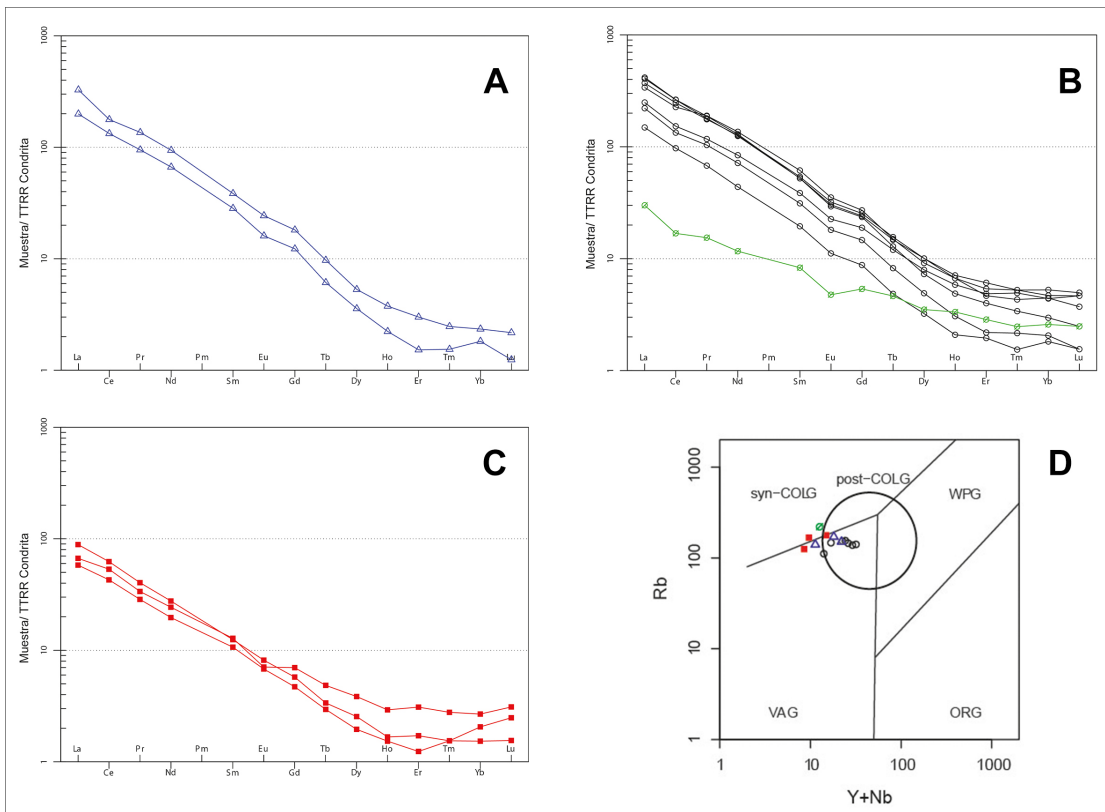 A
Muestra/ TTRR Condrita
1000
100
10
1
La Pr Pm Eu Tb Ho Tm Lu
Ce Nd Sm Gd Dy Er Yb
B
Muestra/ TTRR Condrita
1000
100
10
1
La Pr Pm Eu Tb Ho Tm Lu
Ce Nd Sm Gd Dy Er Yb
C
Muestra/ TTRR Condrita
1000
100
10
1
La Pr Pm Eu Tb Ho Tm Lu
Ce Nd Sm Gd Dy Er Yb
D
Rb
1000
100
10
1
syn-COLG
post-COLG
WPG
VAG
ORG
1 10 100 1000
Y+Nb